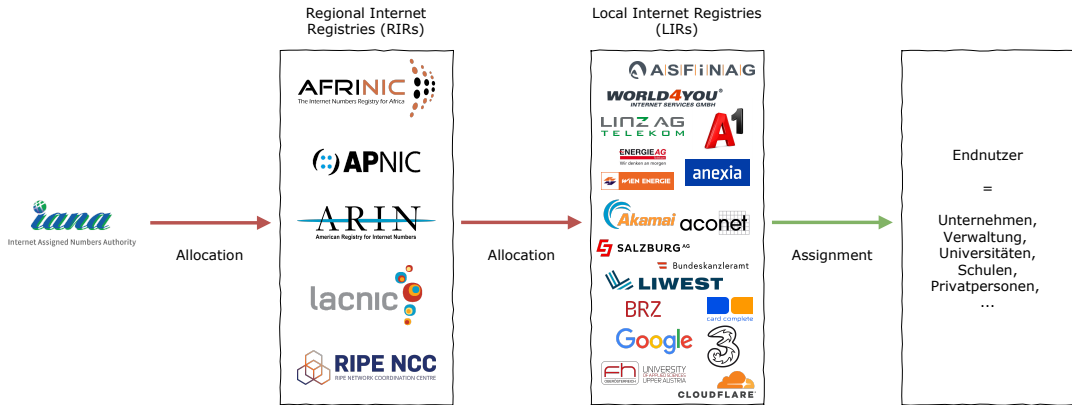 Regional Internet
Registries (RIRs)
Local Internet Registries
(LIRs)
iana
Internet Assigned Numbers Authority
Allocation
AFRINIC
The Internet Numbers Registry for Africa
APNIC
ARIN
American Registry for Internet Numbers
lacnic
RIPE NCC
RIPE NETWORK COORDINATION CENTRE
Allocation
ASFiNAG
WORLD4YOU®
INTERNET SERVICES GMBH
LINZ AG
TELEKOM
A1
ENERGIEAG
Wir denken an morgen
WIEN ENERGIE
anexia
Akamai
aconet
SALZBURG AG
Bundeskanzleramt
LIWEST
BRZ
card complete
Google
3
fh
OBERÖSTERREICH
UNIVERSITY
OF APPLIED SCIENCES
UPPER AUSTRIA
CLOUDFLARE
Assignment
Endnutzer
=
Unternehmen,
Verwaltung,
Universitäten,
Schulen,
Privatpersonen,
...